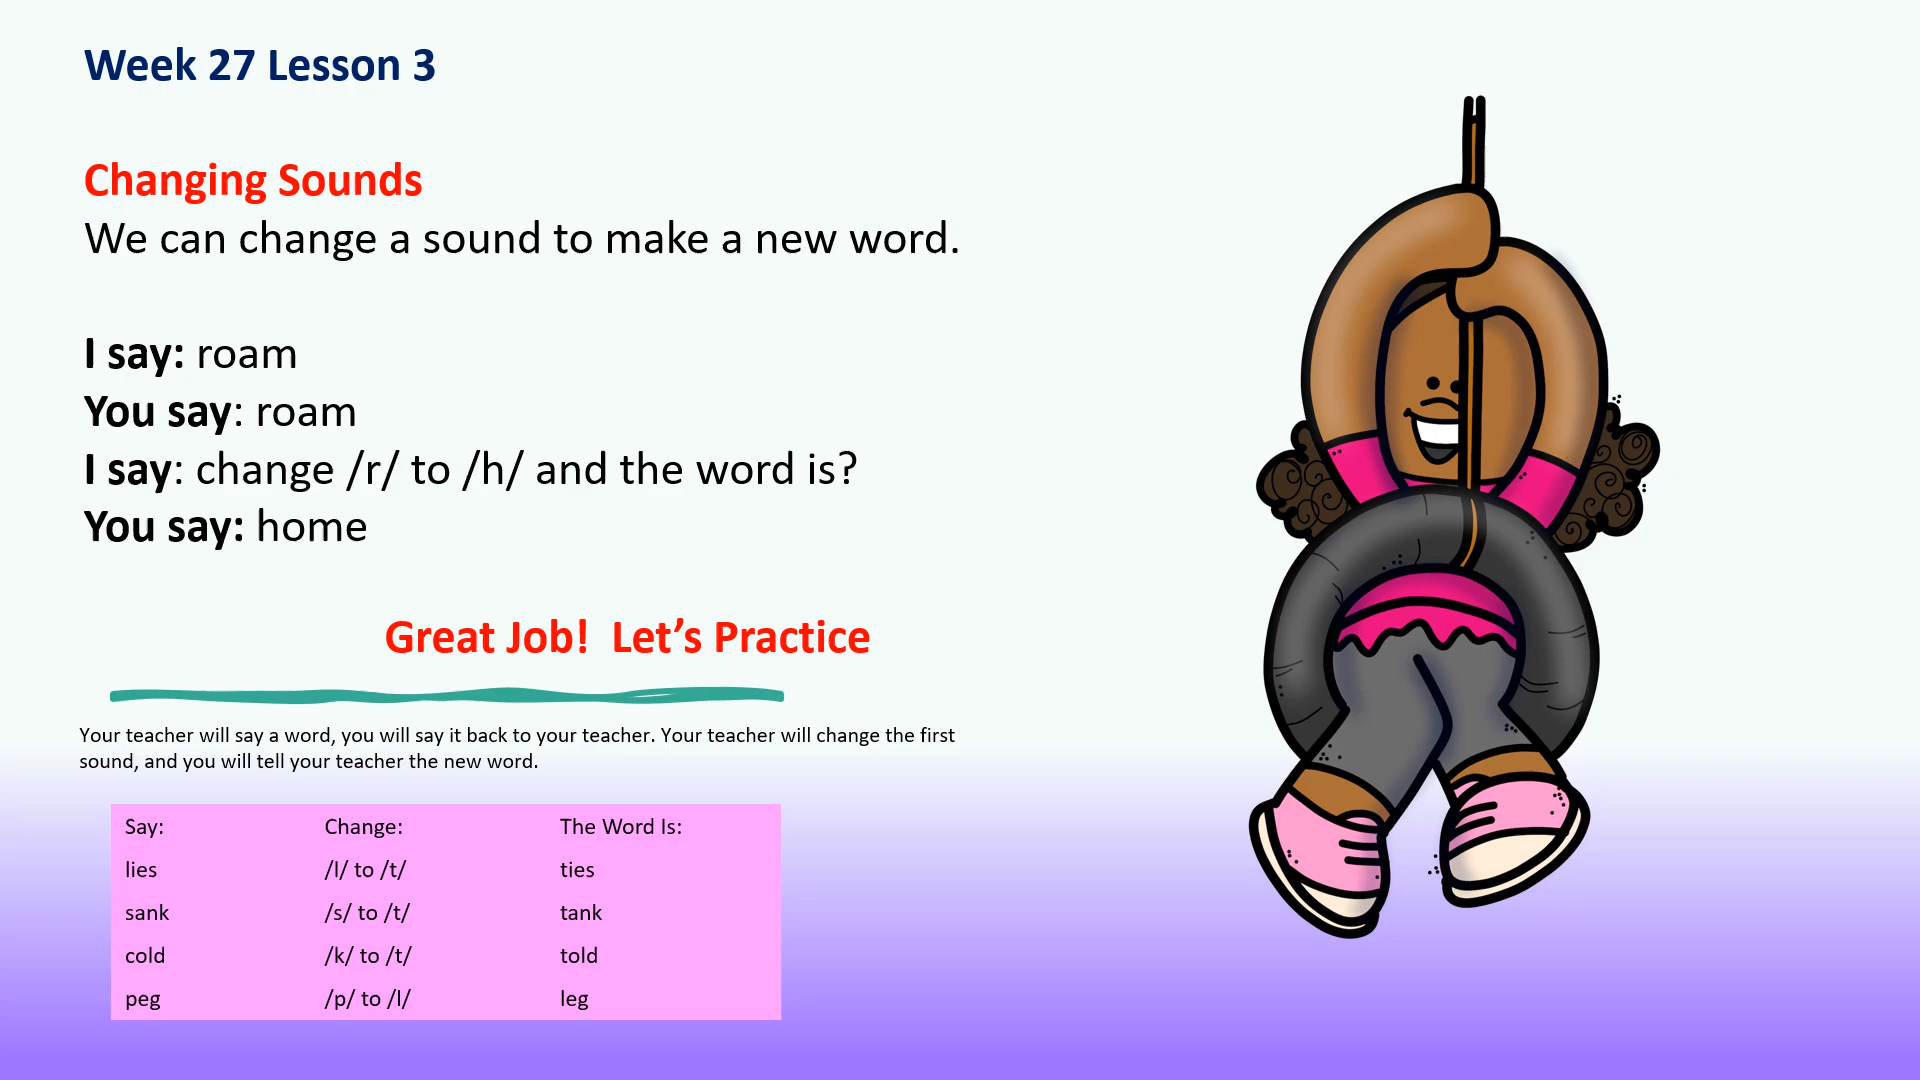 Week 27 Lesson 3
Changing Sounds
We can change a sound to make a new word.
I say: roam
You say: roam
I say: change /r/ to /h/ and the word is?
You say: home
Great Job!  Let’s Practice
Your teacher will say a word, you will say it back to your teacher. Your teacher will change the first
sound, and you will tell your teacher the new word.
Say: Change: The Word Is:
lies /l/ to /t/ ties
sank /s/ to /t/ tank
cold /k/ to /t/ told
peg /p/ to /l/ leg